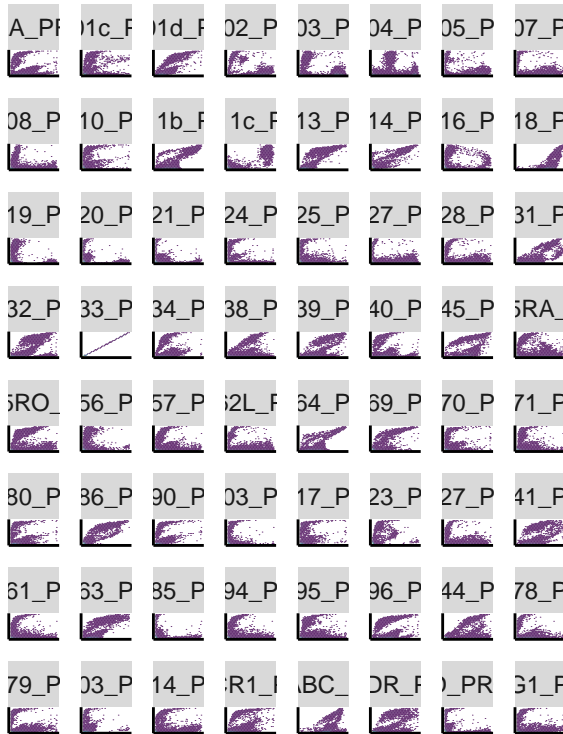 A_PF 01c_F 01d_F 02_P 03_P 04_P 05_P 07_P
08_P 10_P 1b_F 1c_F 13_P 14_P 16_P 18_P
19_P 20_P 21_P 24_P 25_P 27_P 28_P 31_P
32_P 33_P 34_P 38_P 39_P 40_P 45_P 5RA_
5RO_ 56_P 57_P 62L_F 64_P 69_P 70_P 71_P
80_P 86_P 90_P 03_P 17_P 23_P 27_P 41_P
61_P 63_P 85_P 94_P 95_P 96_P 44_P 78_P
79_P 03_P 14_P CR1_F ABC_ DR_F D_PR G1_P